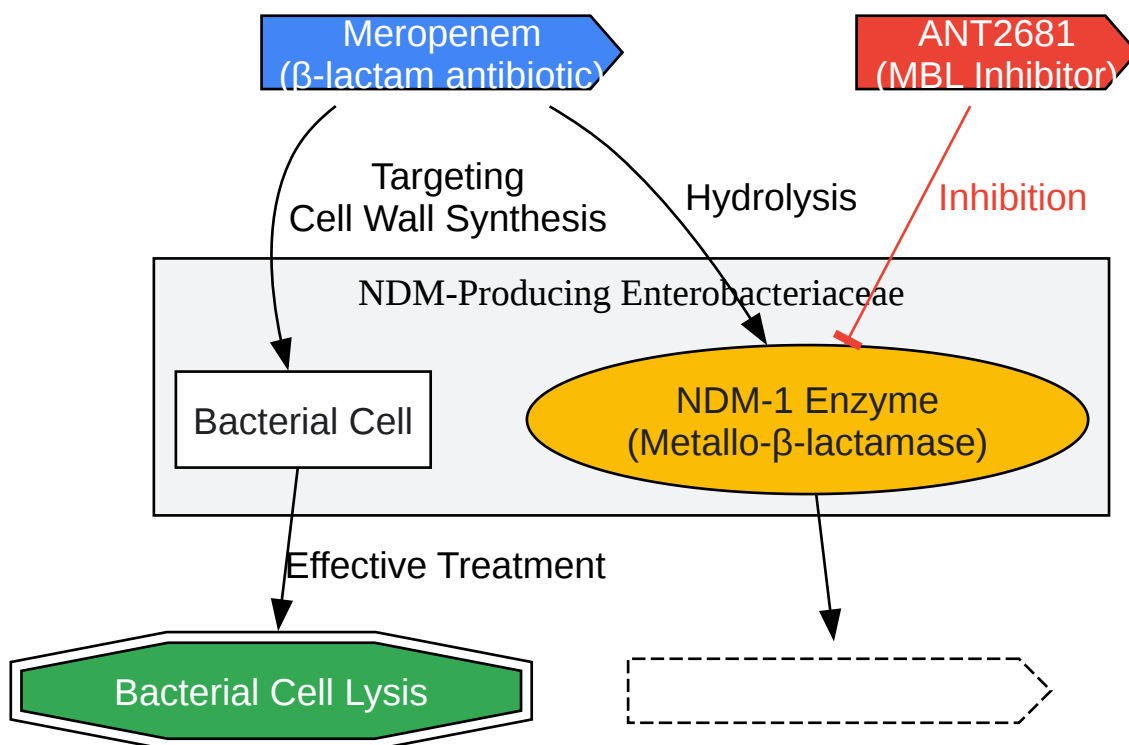 Meropenem
(β-lactam antibiotic)
ANT2681
(MBL Inhibitor)
Targeting
Cell Wall Synthesis
Hydrolysis
Inhibition
NDM-Producing Enterobacteriaceae
Bacterial Cell
NDM-1 Enzyme
(Metallo-β-lactamase)
Effective Treatment
Bacterial Cell Lysis